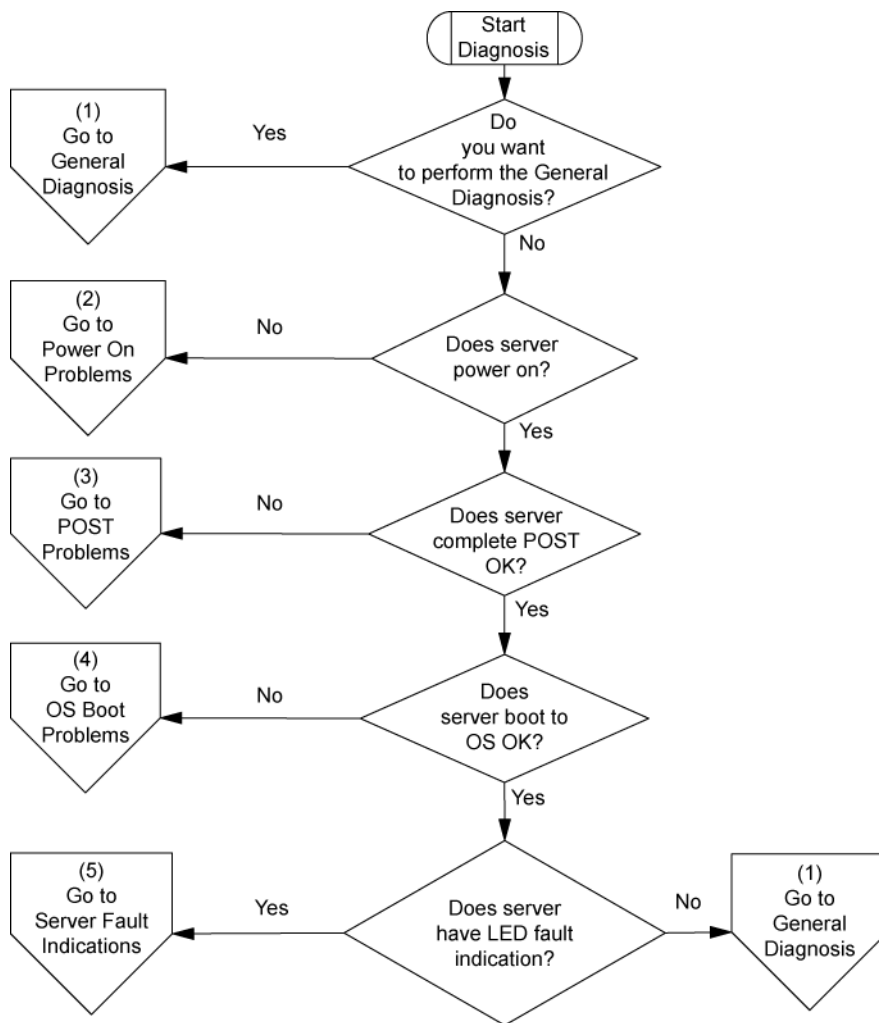 Start
Diagnosis
(1)
Go to
General
Diagnosis
Yes
Do
you want
to perform the General
Diagnosis?
No
(2)
Go to
Power On
Problems
No
Does server
power on?
Yes
(3)
Go to
POST
Problems
No
Does server
complete POST
OK?
Yes
(4)
Go to
OS Boot
Problems
No
Does
server boot to
OS OK?
Yes
(5)
Go to
Server Fault
Indications
Yes
Does server
have LED fault
indication?
No
(1)
Go to
General
Diagnosis